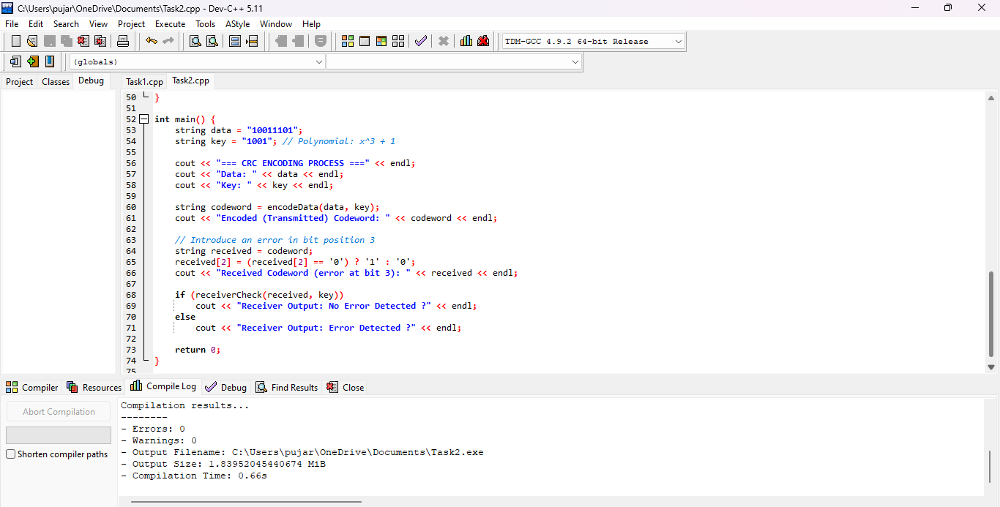 C:\Users\pujar\OneDrive\Documents\Task2.cpp - Dev-C++ 5.11
File Edit Search View Project Execute Tools AStyle Window Help
TDM-GCC 4.9.2 64-bit Release
(globals)
Project Classes Debug Task1.cpp Task2.cpp
50 }
51
52 int main() {
53 string data = "10011101";
54 string key = "1001"; // Polynomial: x^3 + 1
55
56 cout << "=== CRC ENCODING PROCESS ===" << endl;
57 cout << "Data: " << data << endl;
58 cout << "Key: " << key << endl;
59
60 string codeword = encodeData(data, key);
61 cout << "Encoded (Transmitted) Codeword: " << codeword << endl;
62
63 // Introduce an error in bit position 3
64 string received = codeword;
65 received[2] = (received[2] == '0') ? '1' : '0';
66 cout << "Received Codeword (error at bit 3): " << received << endl;
67
68 if (receiverCheck(received, key))
69 cout << "Receiver Output: No Error Detected ?" << endl;
70 else
71 cout << "Receiver Output: Error Detected ?" << endl;
72
73 return 0;
74 }
75
Compiler Resources Compile Log Debug Find Results Close
Abort Compilation
Shorten compiler paths
Compilation results...
--------
- Errors: 0
- Warnings: 0
- Output Filename: C:\Users\pujar\OneDrive\Documents\Task2.exe
- Output Size: 1.83952045440674 MiB
- Compilation Time: 0.66s